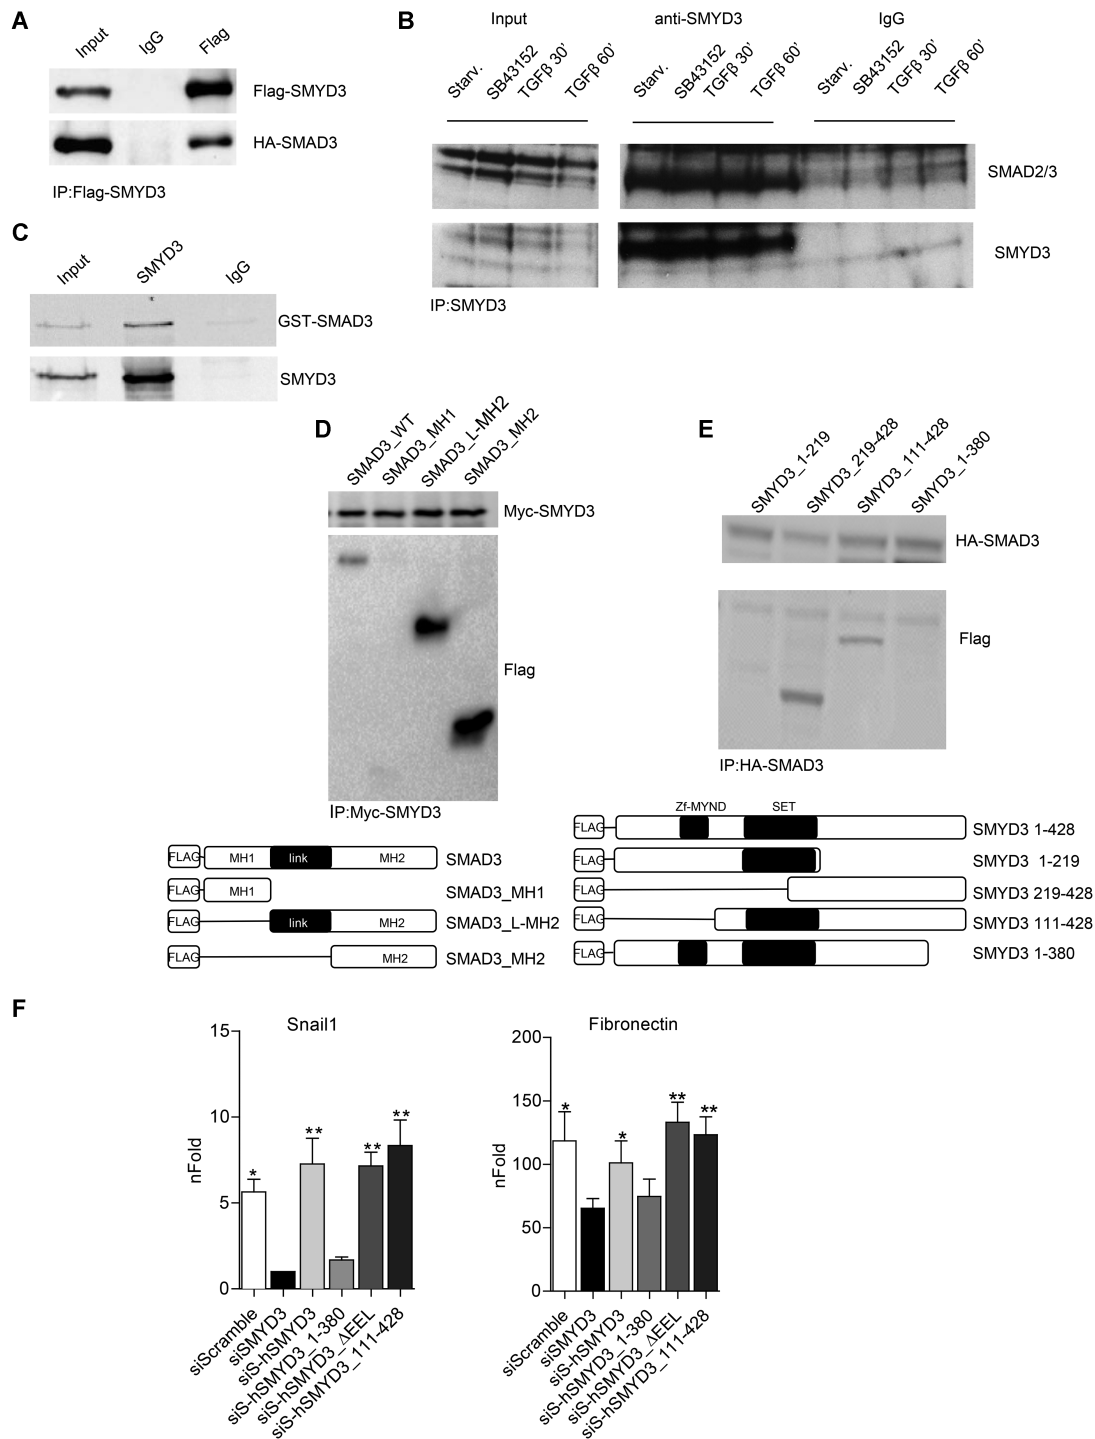 A
Input
IgG
Flag
Flag-SMYD3
HA-SMAD3
IP:Flag-SMYD3
B
Input
anti-SMYD3
IgG
Starv.
SB43152
TGFβ 30'
TGFβ 60'
Starv.
SB43152
TGFβ 30'
TGFβ 60'
Starv.
SB43152
TGFβ 30'
TGFβ 60'
SMAD2/3
SMYD3
IP:SMYD3
C
Input
SMYD3
IgG
GST-SMAD3
SMYD3
D
SMAD3_WT
SMAD3_MH1
SMAD3_L-MH2
SMAD3_MH2
Myc-SMYD3
Flag
IP:Myc-SMYD3
FLAG MH1 link MH2 SMAD3
FLAG MH1 SMAD3_MH1
FLAG link MH2 SMAD3_L-MH2
FLAG MH2 SMAD3_MH2
E
SMYD3_1-219
SMYD3_219-428
SMYD3_111-428
SMYD3_1-380
HA-SMAD3
Flag
IP:HA-SMAD3
Zf-MYND SET
FLAG SMYD3 1-428
FLAG SMYD3 1-219
FLAG SMYD3 219-428
FLAG SMYD3 111-428
FLAG SMYD3 1-380
F
Snail1
nFold
15
10
5
0
*
**
**
**
siScramble
siSMYD3
siS-hSMYD3
siS-hSMYD3_1-380
siS-hSMYD3_ΔEEL
siS-hSMYD3_111-428
Fibronectin
nFold
200
150
100
50
0
*
*
**
**
siScramble
siSMYD3
siS-hSMYD3
siS-hSMYD3_1-380
siS-hSMYD3_ΔEEL
siS-hSMYD3_111-428